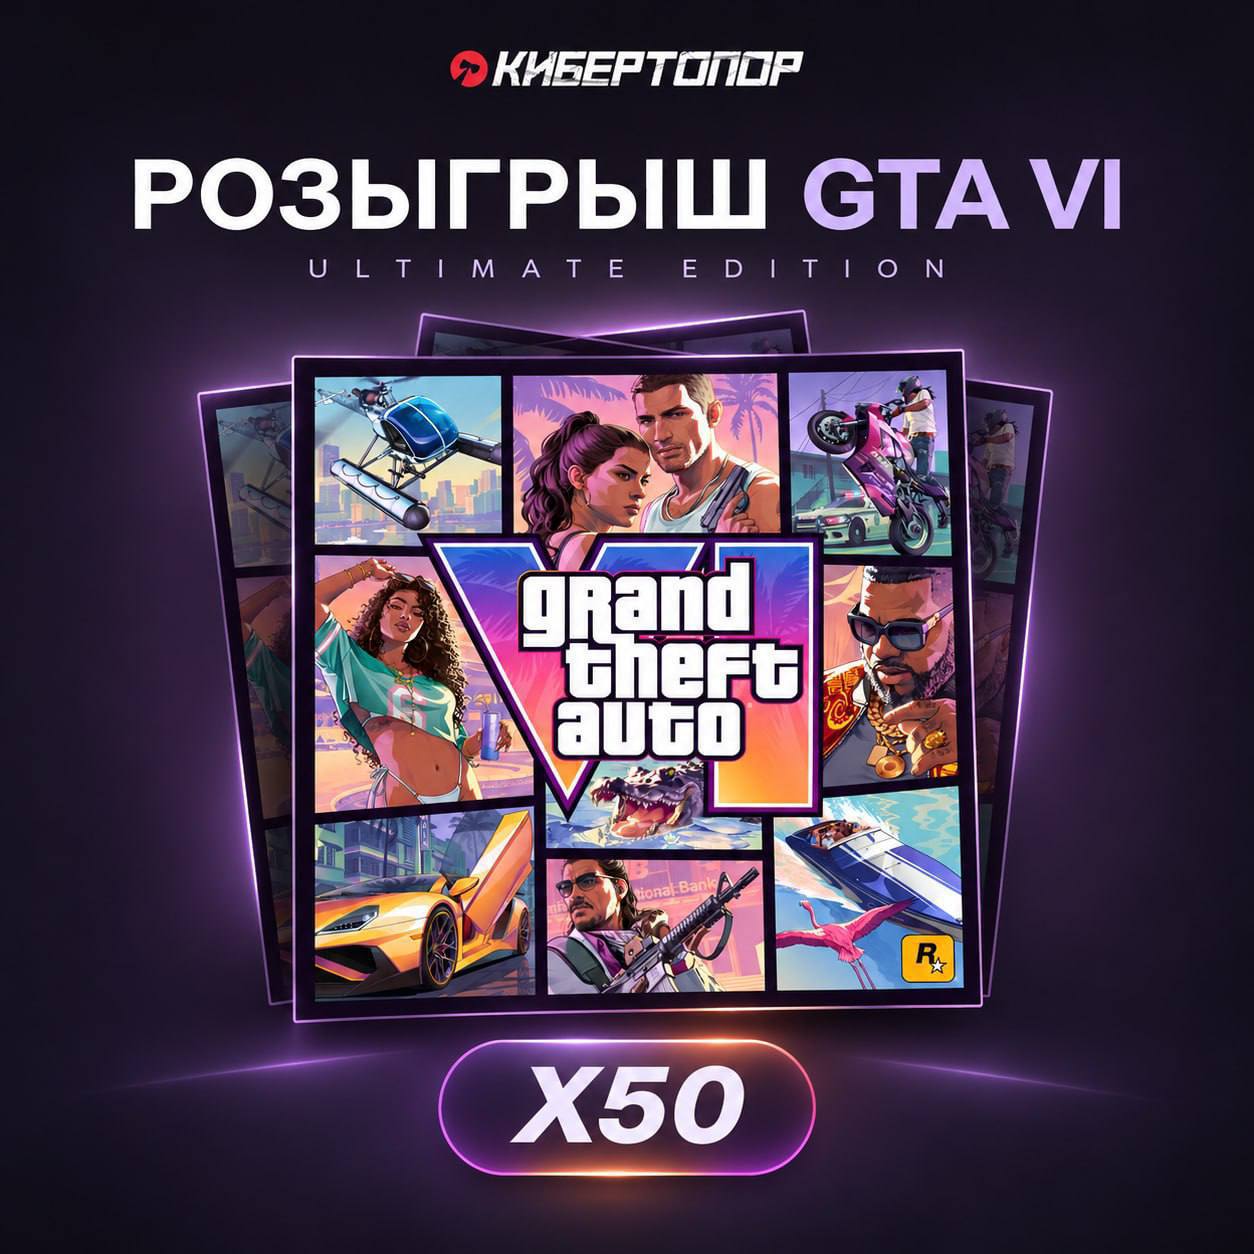 КИБЕРТОПОР
РОЗЫГРЫШ GTA VI
ULTIMATE EDITION
VI
grand
theft
auto
R
X50